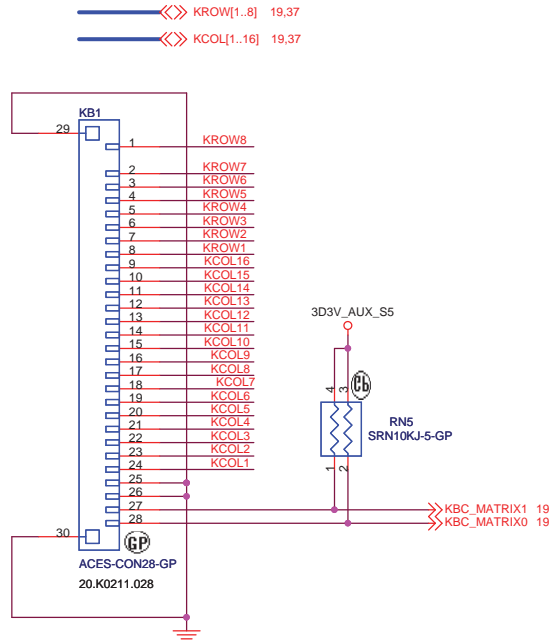 KROW[1..8] 19,37
KCOL[1..16] 19,37
KB1
29
1 KROW8
2 KROW7
3 KROW6
4 KROW5
5 KROW4
6 KROW3
7 KROW2
8 KROW1
9 KCOL16
10 KCOL15
11 KCOL14
12 KCOL13
13 KCOL12
14 KCOL11
15 KCOL10
16 KCOL9
17 KCOL8
18 KCOL7
19 KCOL6
20 KCOL5
21 KCOL4
22 KCOL3
23 KCOL2
24 KCOL1
25
26
27
28
30
GP
ACES-CON28-GP
20.K0211.028
3D3V_AUX_S5
4 3
RN5
SRN10KJ-5-GP
1 2
KBC_MATRIX1 19
KBC_MATRIX0 19